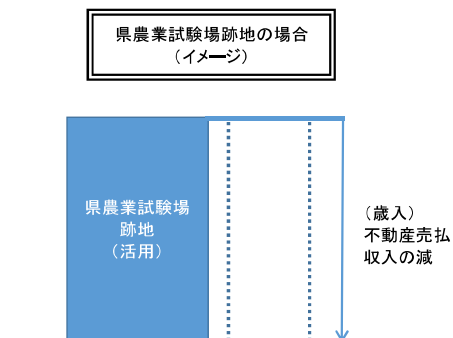 県農業試験場跡地の場合
（イメージ）
県農業試験場
跡地
（活用）
（歳入）
不動産売払
収入の減